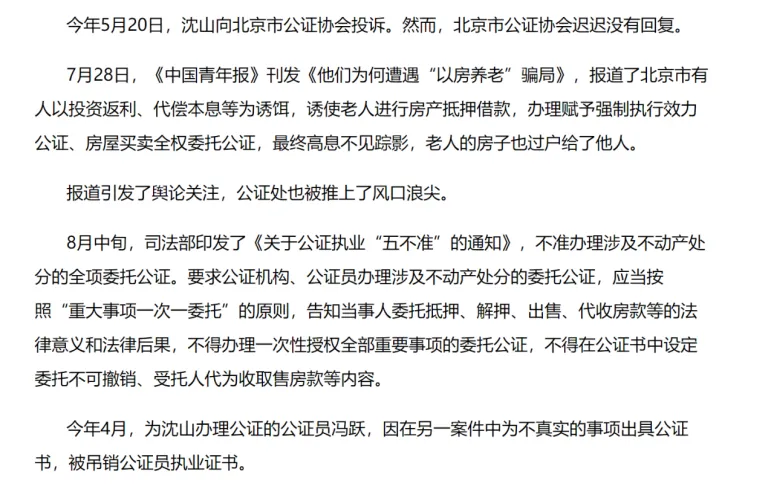 今年5月20日，沈山向北京市公证协会投诉。然而，北京市公证协会迟迟没有回复。
7月28日，《中国青年报》刊发《他们为何遭遇“以房养老”骗局》，报道了北京市有
人以投资返利、代偿本息等为诱饵，诱使老人进行房产抵押借款，办理赋予强制执行效力
公证、房屋买卖全权委托公证，最终高息不见踪影，老人的房子也过户给了他人。
报道引发了舆论关注，公证处也被推上了风口浪尖。
8月中旬，司法部印发了《关于公证执业“五不准”的通知》，不准办理涉及不动产处
分的全项委托公证。要求公证机构、公证员办理涉及不动产处分的委托公证，应当按
照“重大事项一次一委托”的原则，告知当事人委托抵押、解押、出售、代收房款等的法
律意义和法律后果，不得办理一次性授权全部重要事项的委托公证，不得在公证书中设定
委托不可撤销、受托人代为收取售房款等内容。
今年4月，为沈山办理公证的公证员冯跃，因在另一案件中为不真实的事项出具公证
书，被吊销公证员执业证书。